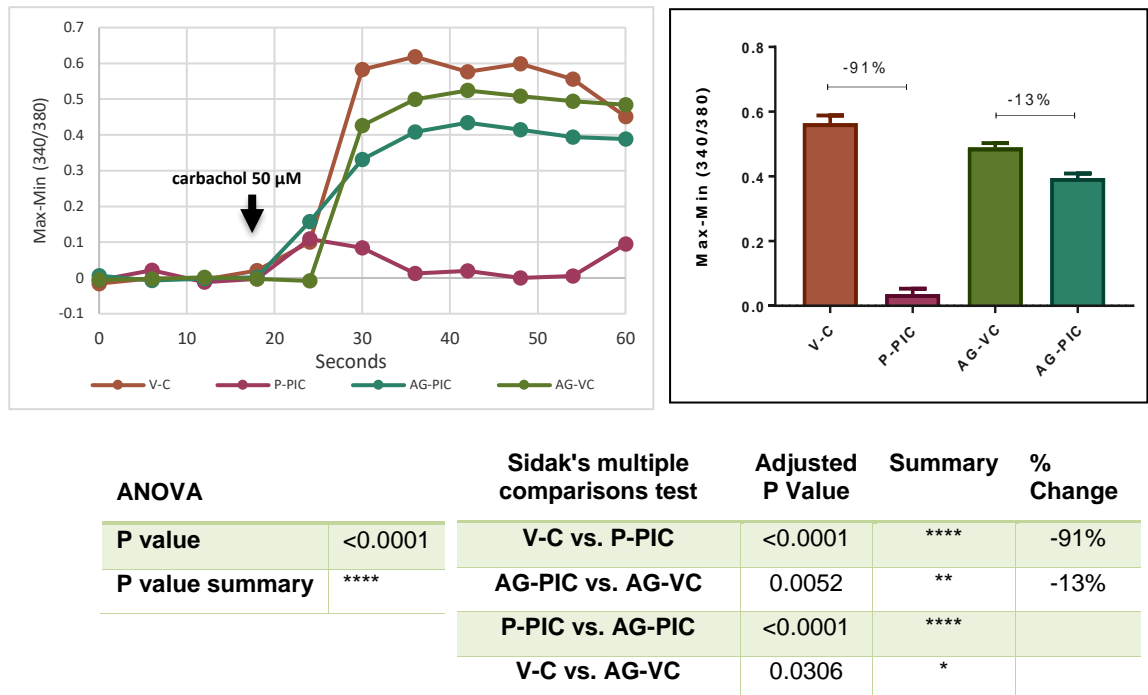 0.7
0.6
0.5
0.4
0.3
0.2
0.1
0
-0.1
Max-Min (340/380)
carbachol 50 µM
0 10 20 30 40 50 60
Seconds
V-C P-PIC AG-PIC AG-VC
0.8
0.6
0.4
0.2
0.0
Max-Min (340/380)
-91%
-13%
V-C P-PIC AG-VC AG-PIC
ANOVA
P value <0.0001
P value summary ****
Sidak's multiple comparisons test Adjusted P Value Summary % Change
V-C vs. P-PIC <0.0001 **** -91%
AG-PIC vs. AG-VC 0.0052 ** -13%
P-PIC vs. AG-PIC <0.0001 ****
V-C vs. AG-VC 0.0306 *